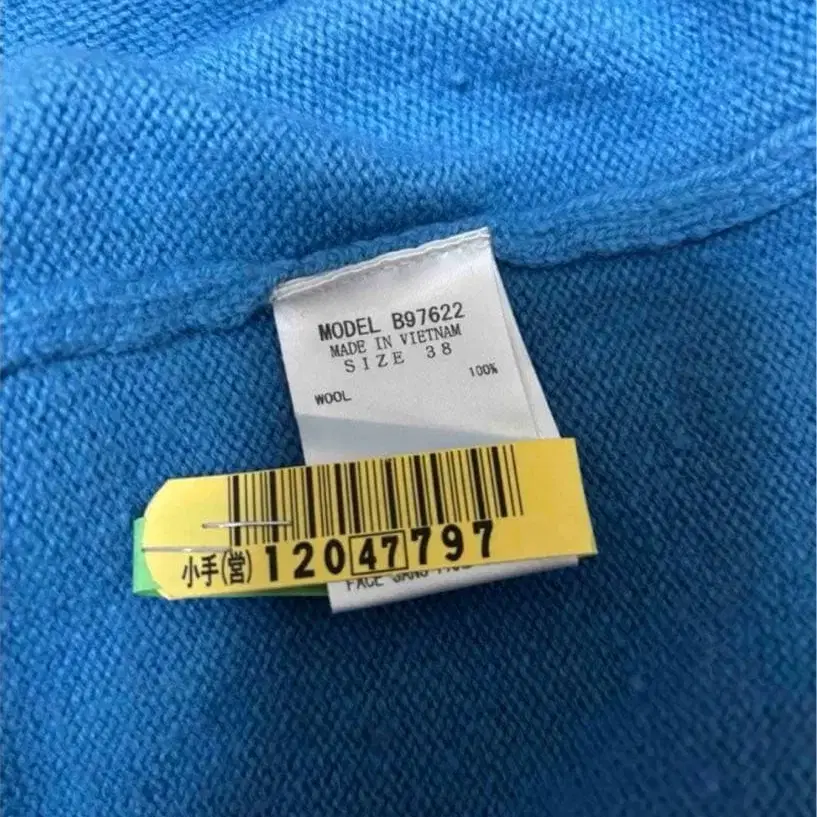 MODEL B97622
MADE IN VIETNAM
SIZE 38
100%
WOOL
小手(営) 12047797